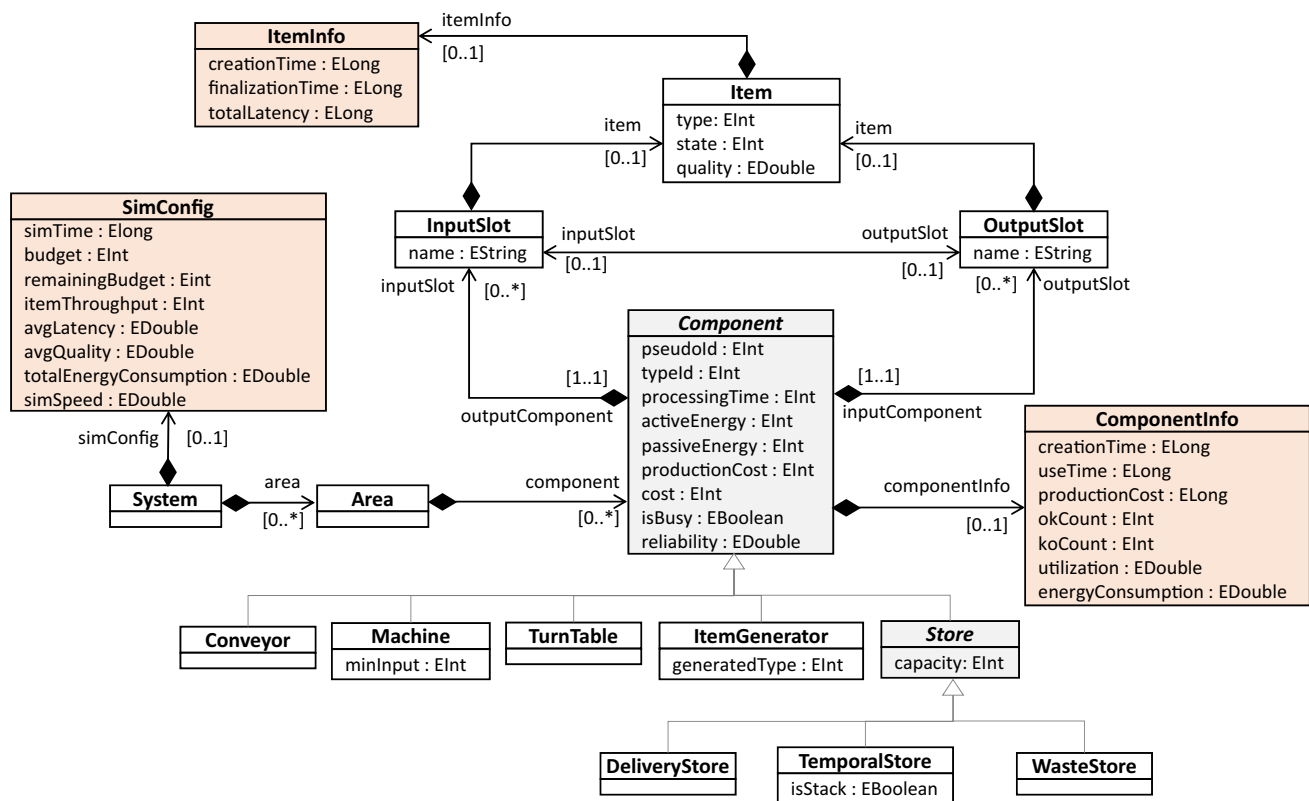 itemInfo
[0..1]
ItemInfo
creationTime : ELong
finalizationTime : ELong
totalLatency : ELong
Item
type: EInt
state : EInt
quality : EDouble
item
[0..1]
item
[0..1]
SimConfig
simTime : Elong
budget : EInt
remainingBudget : Eint
itemThroughput : EInt
avgLatency : EDouble
avgQuality : EDouble
totalEnergyConsumption : EDouble
simSpeed : EDouble
InputSlot
name : EString
inputSlot
[0..1]
outputSlot
[0..1]
OutputSlot
name : EString
inputSlot
[0..*]
[0..*]
outputSlot
Component
pseudoId : EInt
typeId : EInt
processingTime : EInt
activeEnergy : EInt
passiveEnergy : EInt
productionCost : EInt
cost : EInt
isBusy : EBoolean
reliability : EDouble
[1..1]
outputComponent
[1..1]
inputComponent
ComponentInfo
creationTime : ELong
useTime : ELong
productionCost : ELong
okCount : EInt
koCount : EInt
utilization : EDouble
energyConsumption : EDouble
simConfig
[0..1]
System
area
[0..*]
Area
component
[0..*]
componentInfo
[0..1]
Conveyor
Machine
minInput : EInt
TurnTable
ItemGenerator
generatedType : EInt
Store
capacity: EInt
DeliveryStore
TemporalStore
isStack : EBoolean
WasteStore